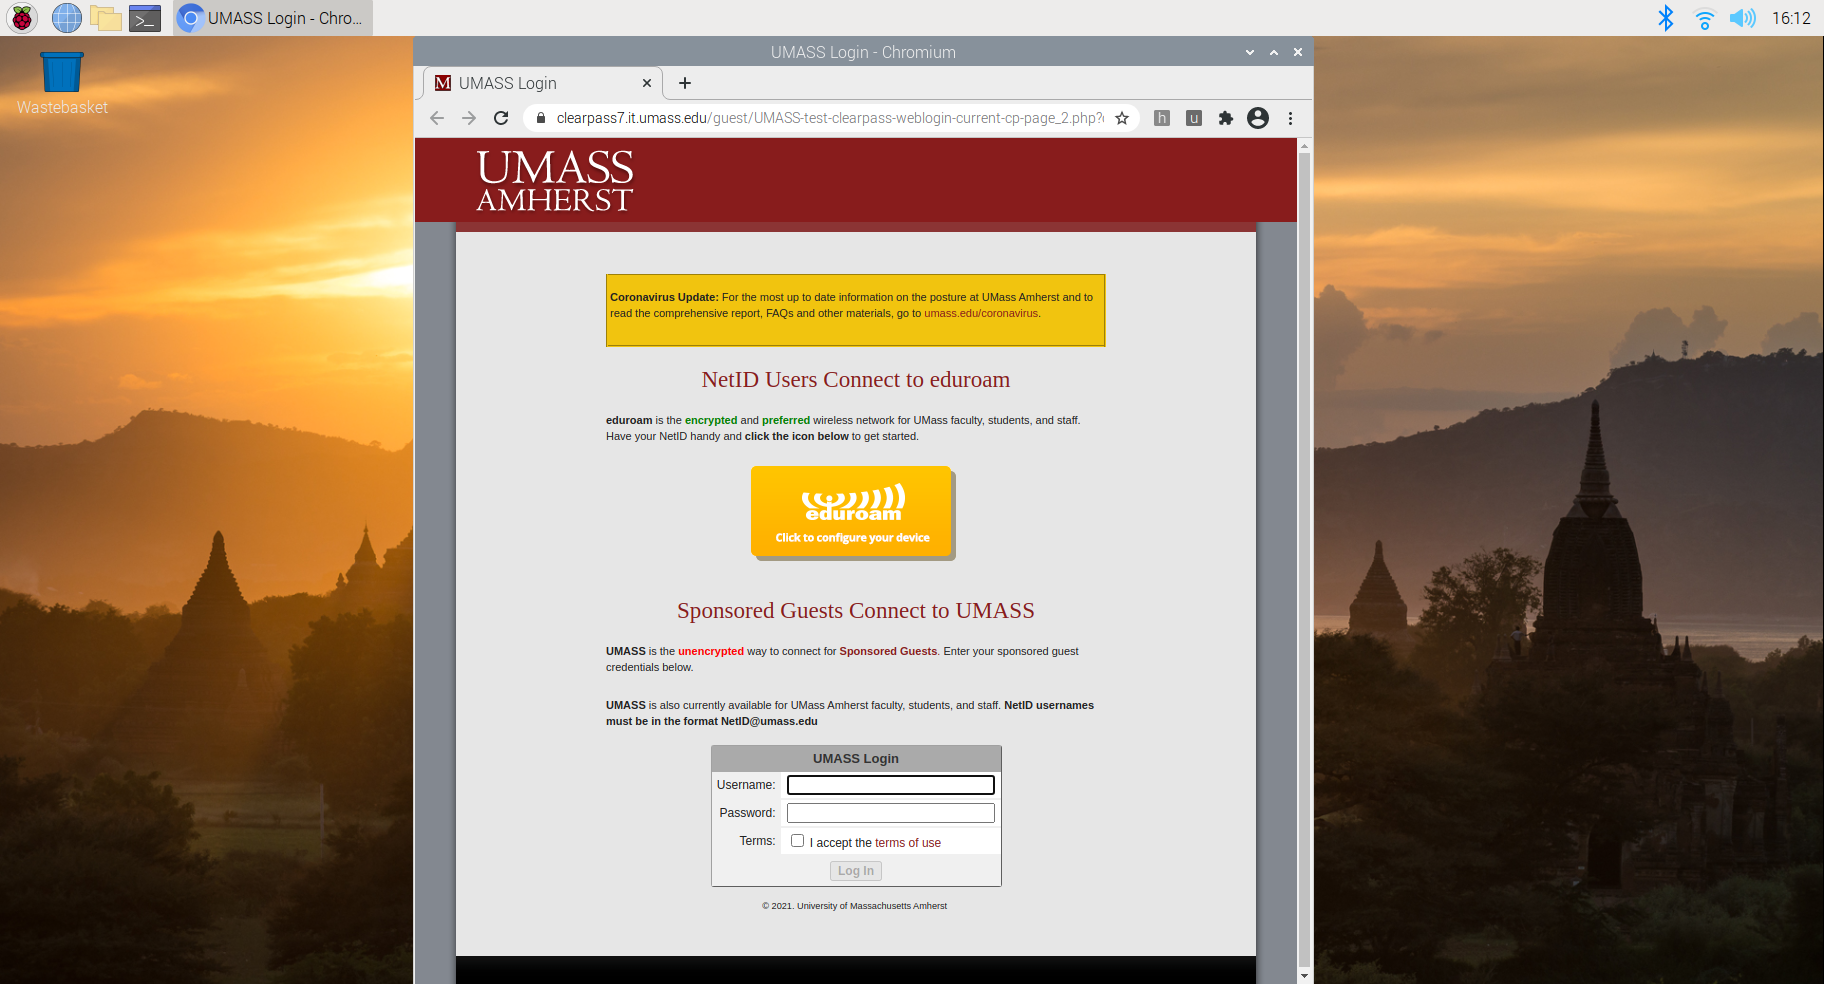 UMASS Login - Chro...
16:12
Wastebasket
UMASS Login - Chromium
M UMASS Login
clearpass7.it.umass.edu/guest/UMASS-test-clearpass-weblogin-current-cp-page_2.php?
h
u
UMASS
AMHERST
Coronavirus Update: For the most up to date information on the posture at UMass Amherst and to
read the comprehensive report, FAQs and other materials, go to umass.edu/coronavirus.
NetID Users Connect to eduroam
eduroam is the encrypted and preferred wireless network for UMass faculty, students, and staff.
Have your NetID handy and click the icon below to get started.
eduroam
Click to configure your device
Sponsored Guests Connect to UMASS
UMASS is the unencrypted way to connect for Sponsored Guests. Enter your sponsored guest
credentials below.
UMASS is also currently available for UMass Amherst faculty, students, and staff. NetID usernames
must be in the format NetID@umass.edu
UMASS Login
Username:
Password:
Terms: I accept the terms of use
Log In
© 2021. University of Massachusetts Amherst